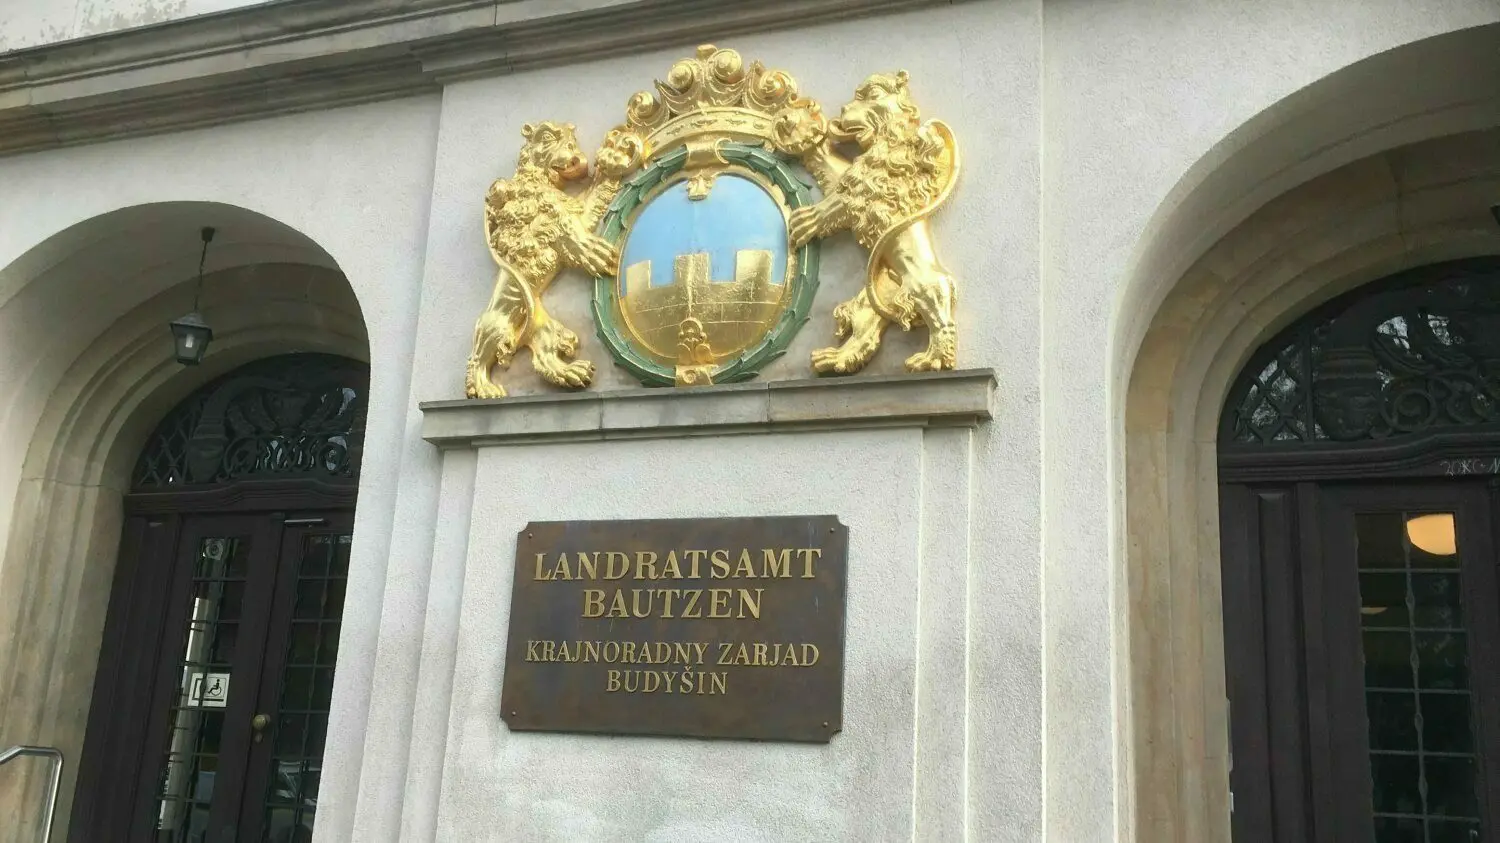 LANDRATSAMT
BAUTZEN
KRAJNORADNY ZARJAD
BUDYŠIN